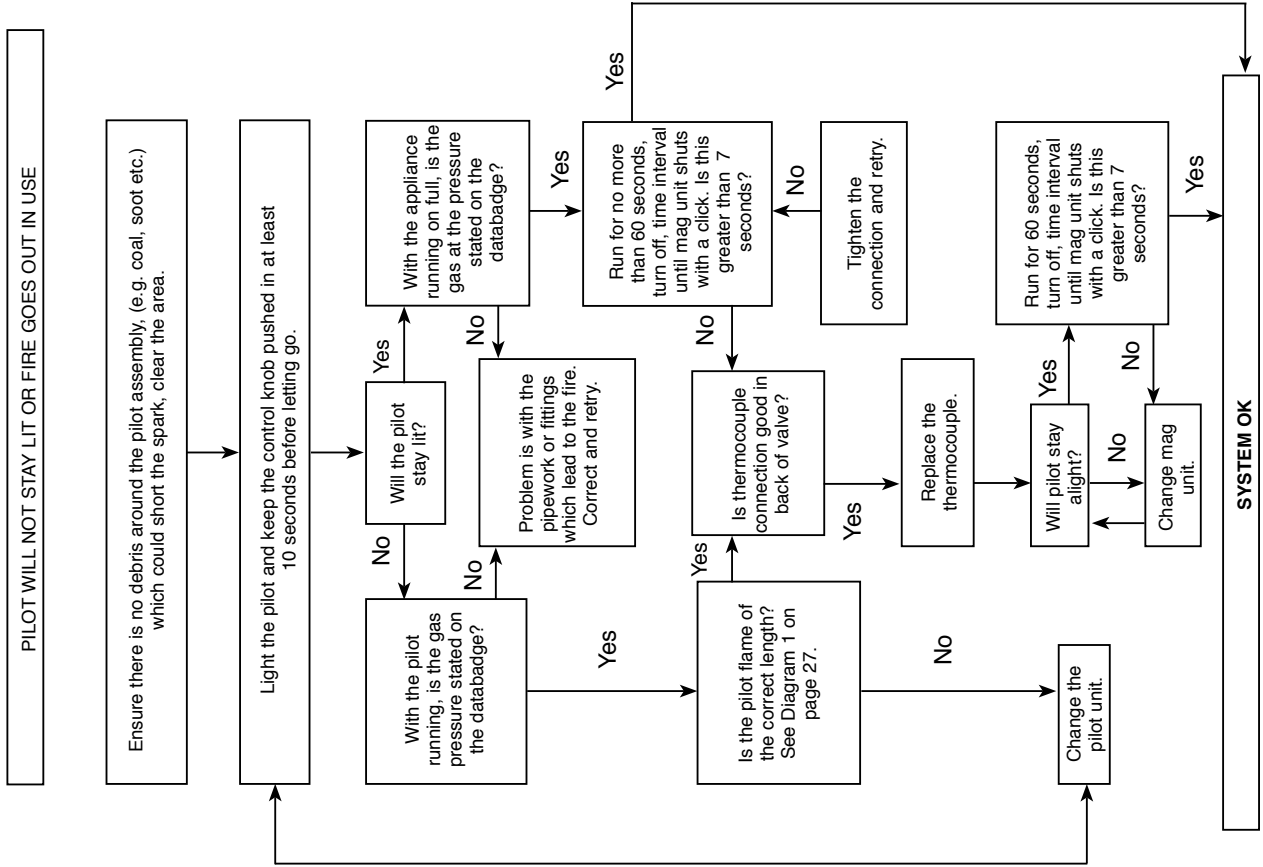 PILOT WILL NOT STAY LIT OR FIRE GOES OUT IN USE
Ensure there is no debris around the pilot assembly, (e.g. coal, soot etc.)
which could short the spark, clear the area.
Light the pilot and keep the control knob pushed in at least
10 seconds before letting go.
Will the pilot
stay lit?
No
Yes
With the pilot
running, is the gas
pressure stated on
the databadge?
With the appliance
running on full, is the
gas at the pressure
stated on the
databadge?
No
No
Problem is with the
pipework or fittings
which lead to the fire.
Correct and retry.
Yes
Yes
Is the pilot flame of
the correct length?
See Diagram 1 on
page 27.
Yes
Is thermocouple
connection good in
back of valve?
No
Run for no more
than 60 seconds,
turn off, time interval
until mag unit shuts
with a click. Is this
greater than 7
seconds?
Yes
No
Tighten the
connection and retry.
Yes
Replace the
thermocouple.
No
Change the
pilot unit.
Will pilot stay
alight?
Yes
Run for 60 seconds,
turn off, time interval
until mag unit shuts
with a click. Is this
greater than 7
seconds?
No
No
Change mag
unit.
Yes
SYSTEM OK